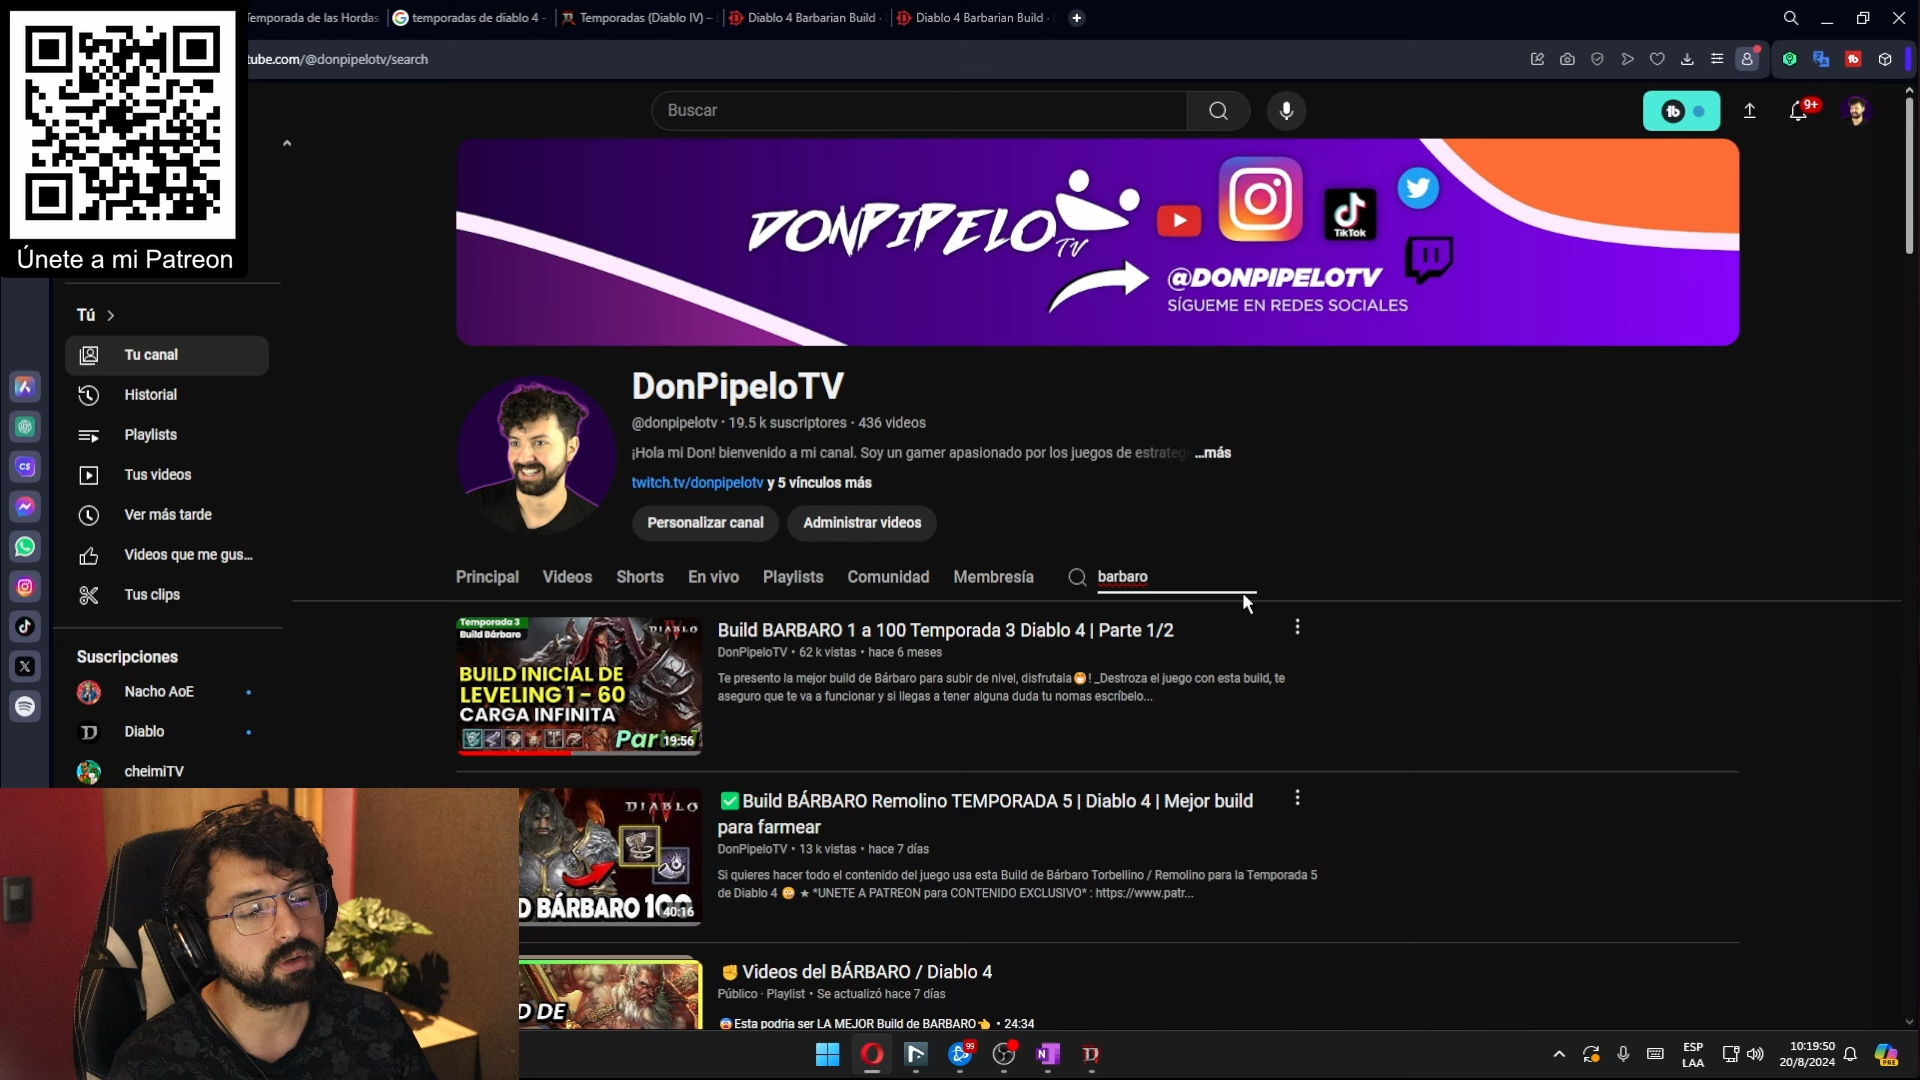 Temporada de las Hordas
temporadas de diablo 4 -
Temporadas (Diablo IV) –
Diablo 4 Barbarian Build ·
Diablo 4 Barbarian Build ·
tube.com/@donpipelotv/search
Únete a mi Patreon
Buscar
9+
DONPIPELO
TV
TikTok
@DONPIPELOTV
SÍGUEME EN REDES SOCIALES
Tú
Tu canal
Historial
Playlists
Tus videos
Ver más tarde
Videos que me gus...
Tus clips
Suscripciones
Nacho AoE
Diablo
cheimiTV
DonPipeloTV
@donpipelotv · 19.5 k suscriptores · 436 videos
¡Hola mi Don! bienvenido a mi canal. Soy un gamer apasionado por los juegos de estrateg ...más
twitch.tv/donpipelotv y 5 vínculos más
Personalizar canal
Administrar videos
Principal Videos Shorts En vivo Playlists Comunidad Membresía barbaro
Temporada 3
Build Bárbaro
DIABLO
BUILD INICIAL DE
LEVELING 1 - 60
CARGA INFINITA
19:56
Build BARBARO 1 a 100 Temporada 3 Diablo 4 | Parte 1/2
DonPipeloTV · 62 k vistas · hace 6 meses
Te presento la mejor build de Bárbaro para subir de nivel, disfrutala😬! _Destroza el juego con esta build, te
aseguro que te va a funcionar y si llegas a tener alguna duda tu nomas escríbelo...
DIABLO
D BÁRBARO 100
40:16
✅Build BÁRBARO Remolino TEMPORADA 5 | Diablo 4 | Mejor build
para farmear
DonPipeloTV · 13 k vistas · hace 7 días
Si quieres hacer todo el contenido del juego usa esta Build de Bárbaro Torbellino / Remolino para la Temporada 5
de Diablo 4 😳 ★ *UNETE A PATREON para CONTENIDO EXCLUSIVO* : https://www.patr...
D DE
✊Videos del BÁRBARO / Diablo 4
Público · Playlist · Se actualizó hace 7 días
😱Esta podria ser LA MEJOR Build de BARBARO👈 · 24:34
99
ESP
LAA
10:19:50
20/8/2024
PRE